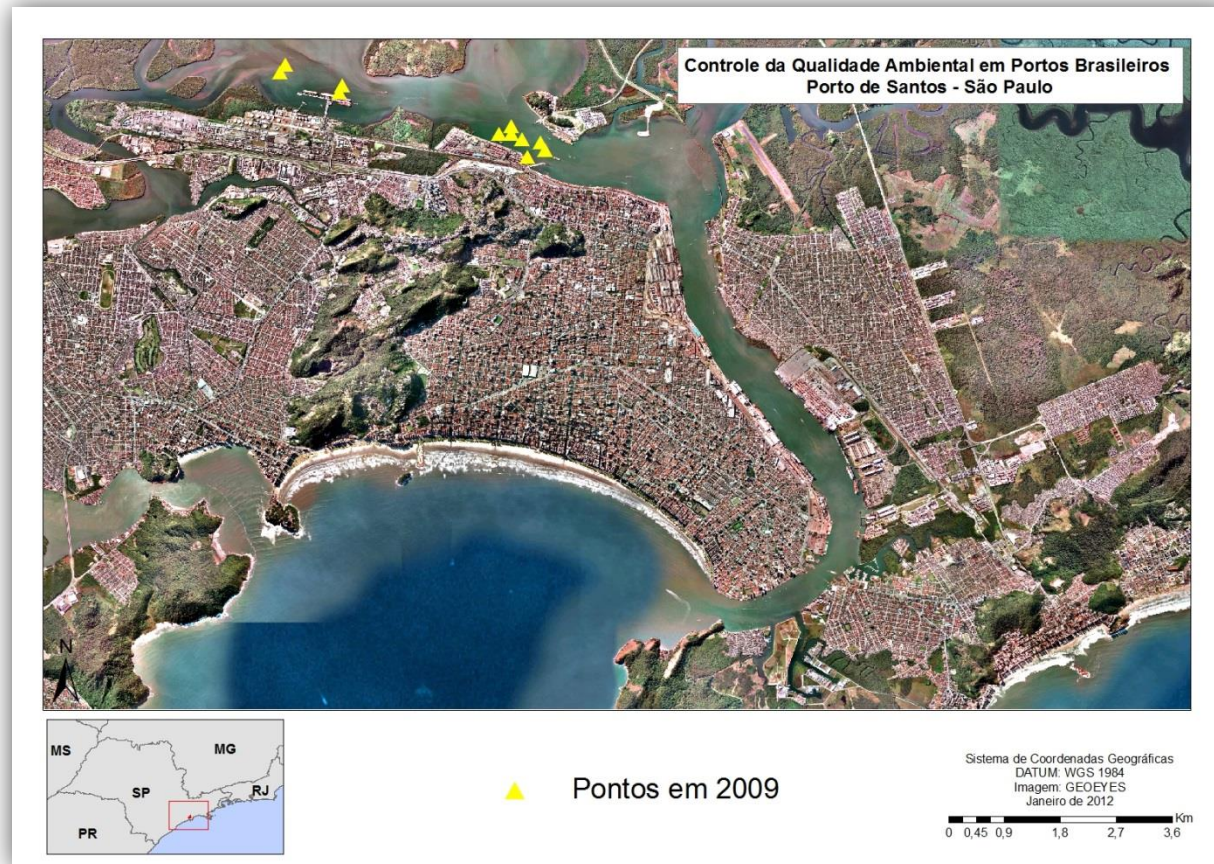 Controle da Qualidade Ambiental em Portos Brasileiros
Porto de Santos - São Paulo
N
MS
MG
SP
RJ
PR
Pontos em 2009
Sistema de Coordenadas Geográficas
DATUM: WGS 1984
Imagem: GEOEYES
Janeiro de 2012
Km
0 0,45 0,9 1,8 2,7 3,6